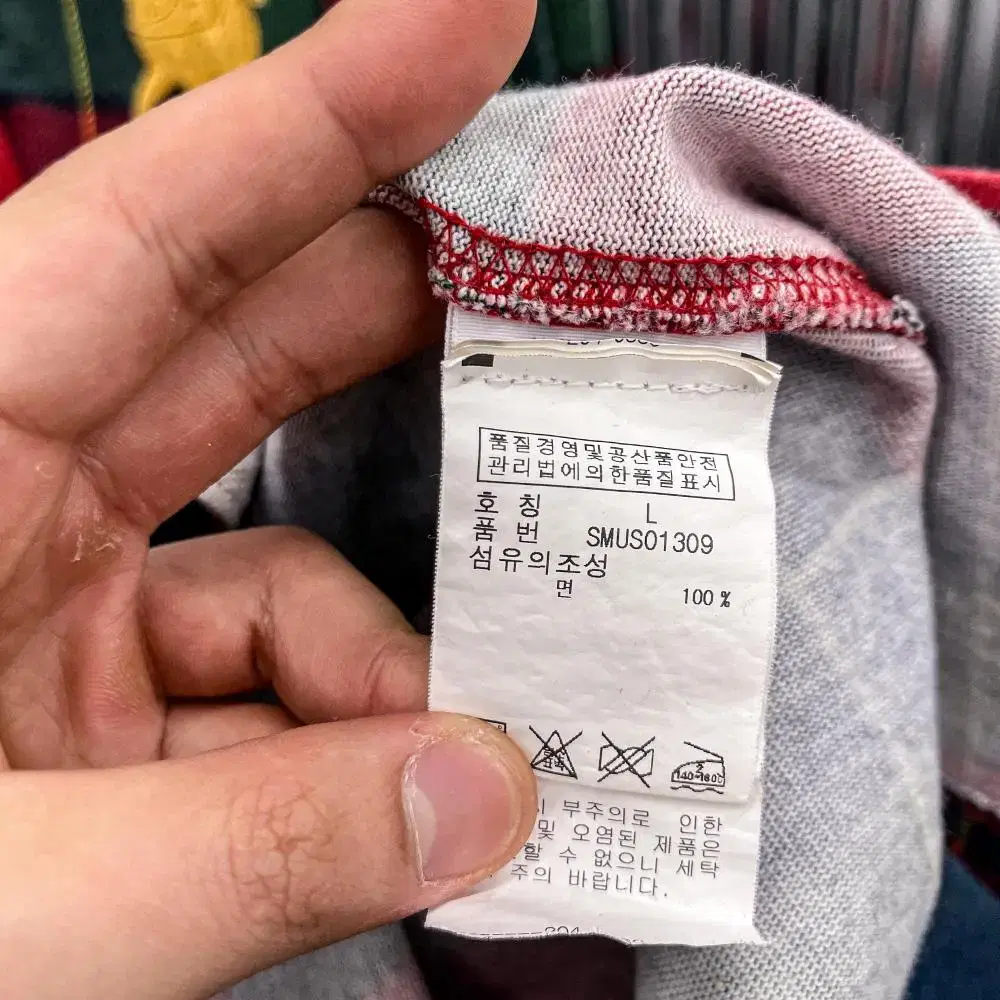 품질경영및공산품안전
관리법에의한품질표시
호 칭 L
품 번 SMUS01309
섬유의조성
면 100 %
140~160℃
부주의로 인한
및 오염된 제품은
할 수 없으니 세탁
주의 바랍니다.